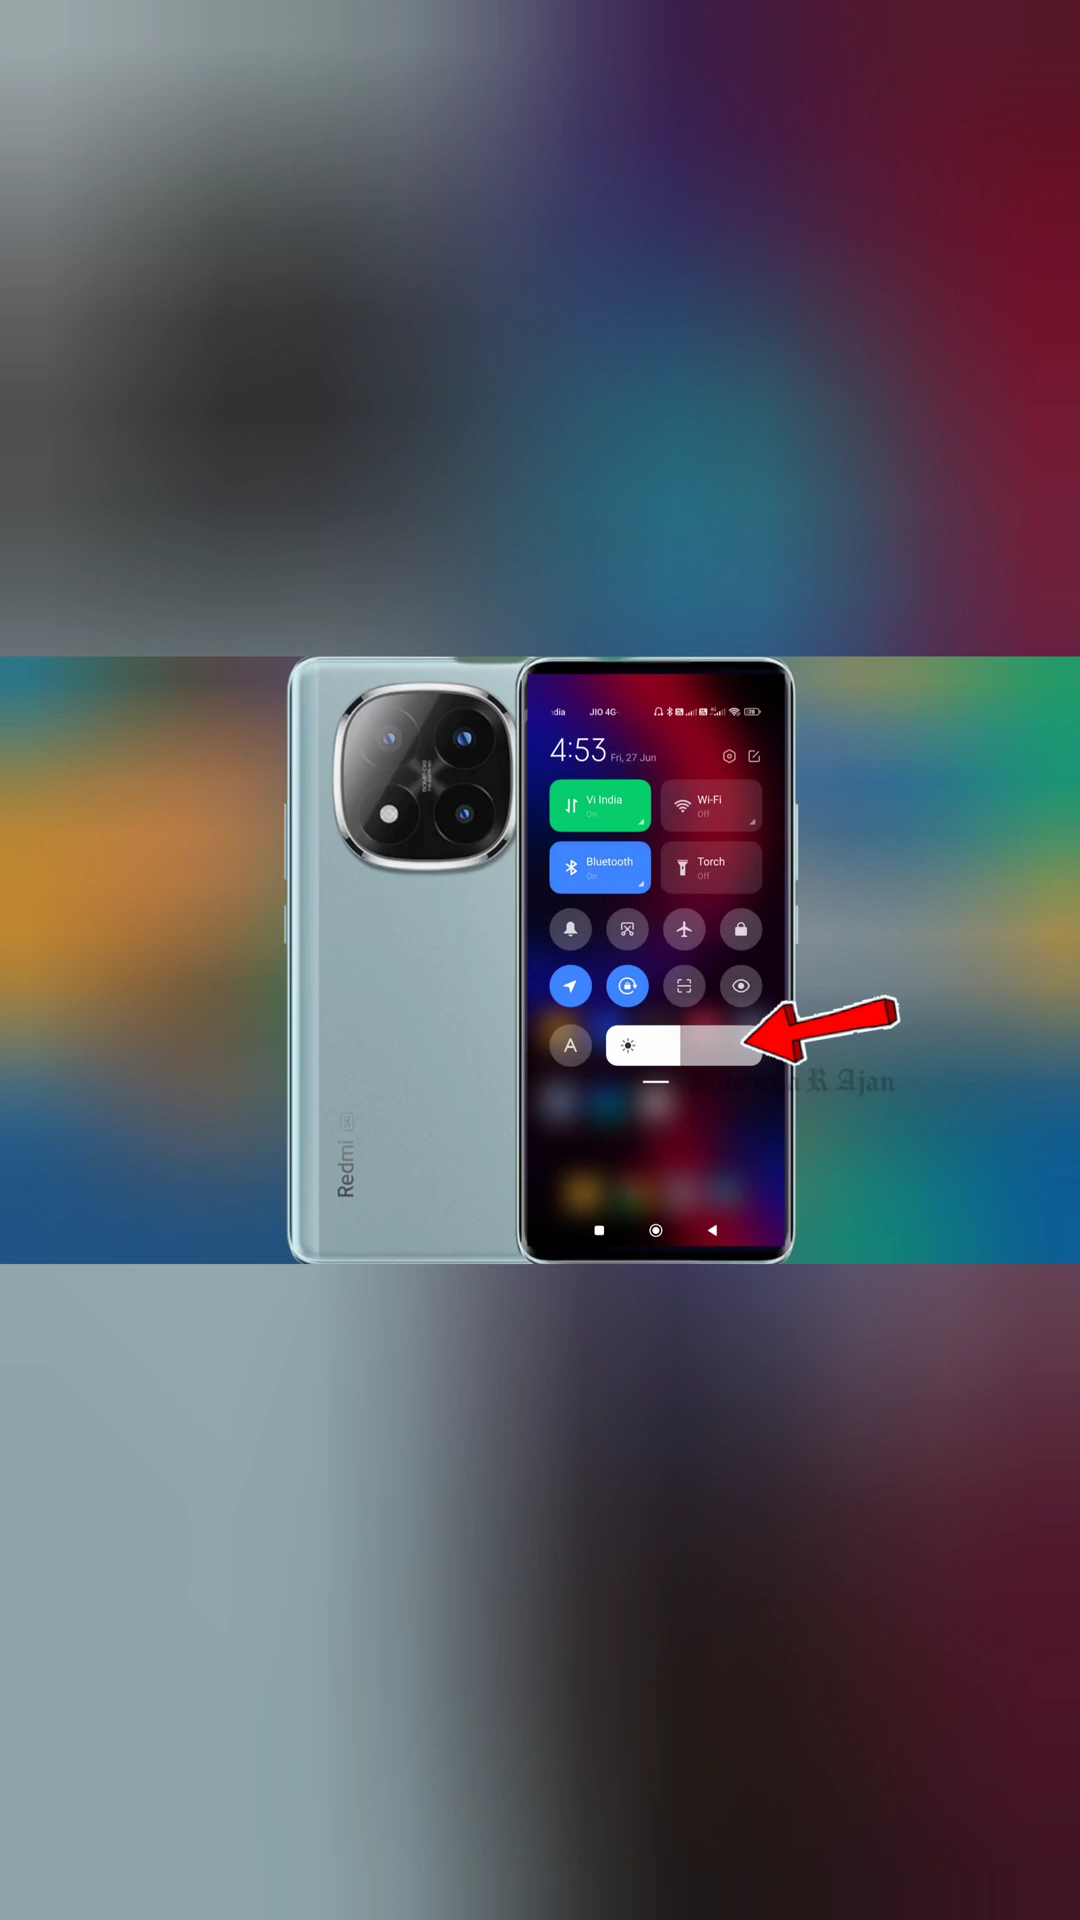 JIO 4G
4:53 Fri, 27 Jun
Vi India
On
Wi-Fi
Off
Bluetooth
On
Torch
Off
A
R Ajan
Redmi 5G